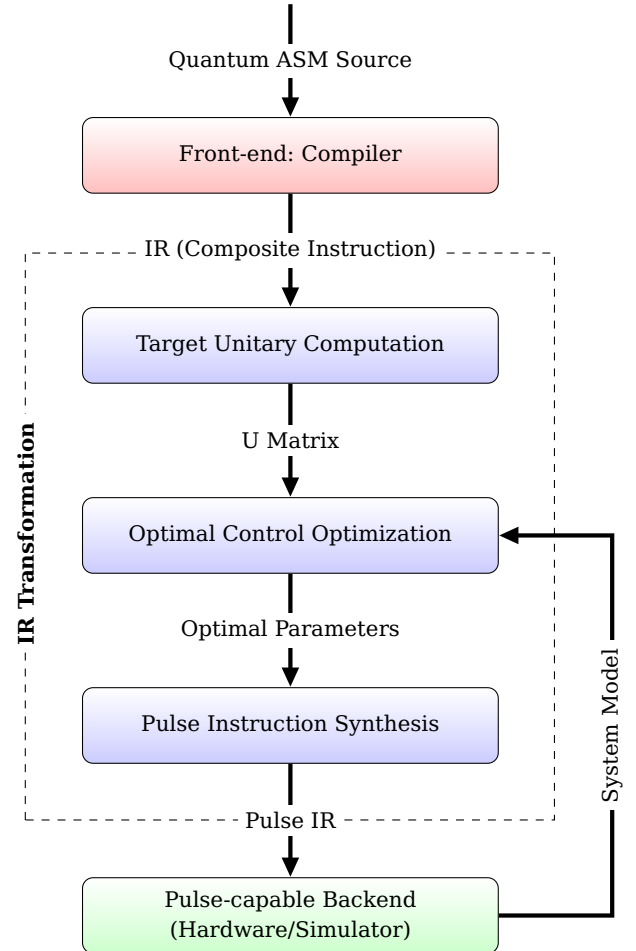 Quantum ASM Source
Front-end: Compiler
IR (Composite Instruction)
Target Unitary Computation
U Matrix
IR Transformation
Optimal Control Optimization
Optimal Parameters
System Model
Pulse Instruction Synthesis
Pulse IR
Pulse-capable Backend
(Hardware/Simulator)